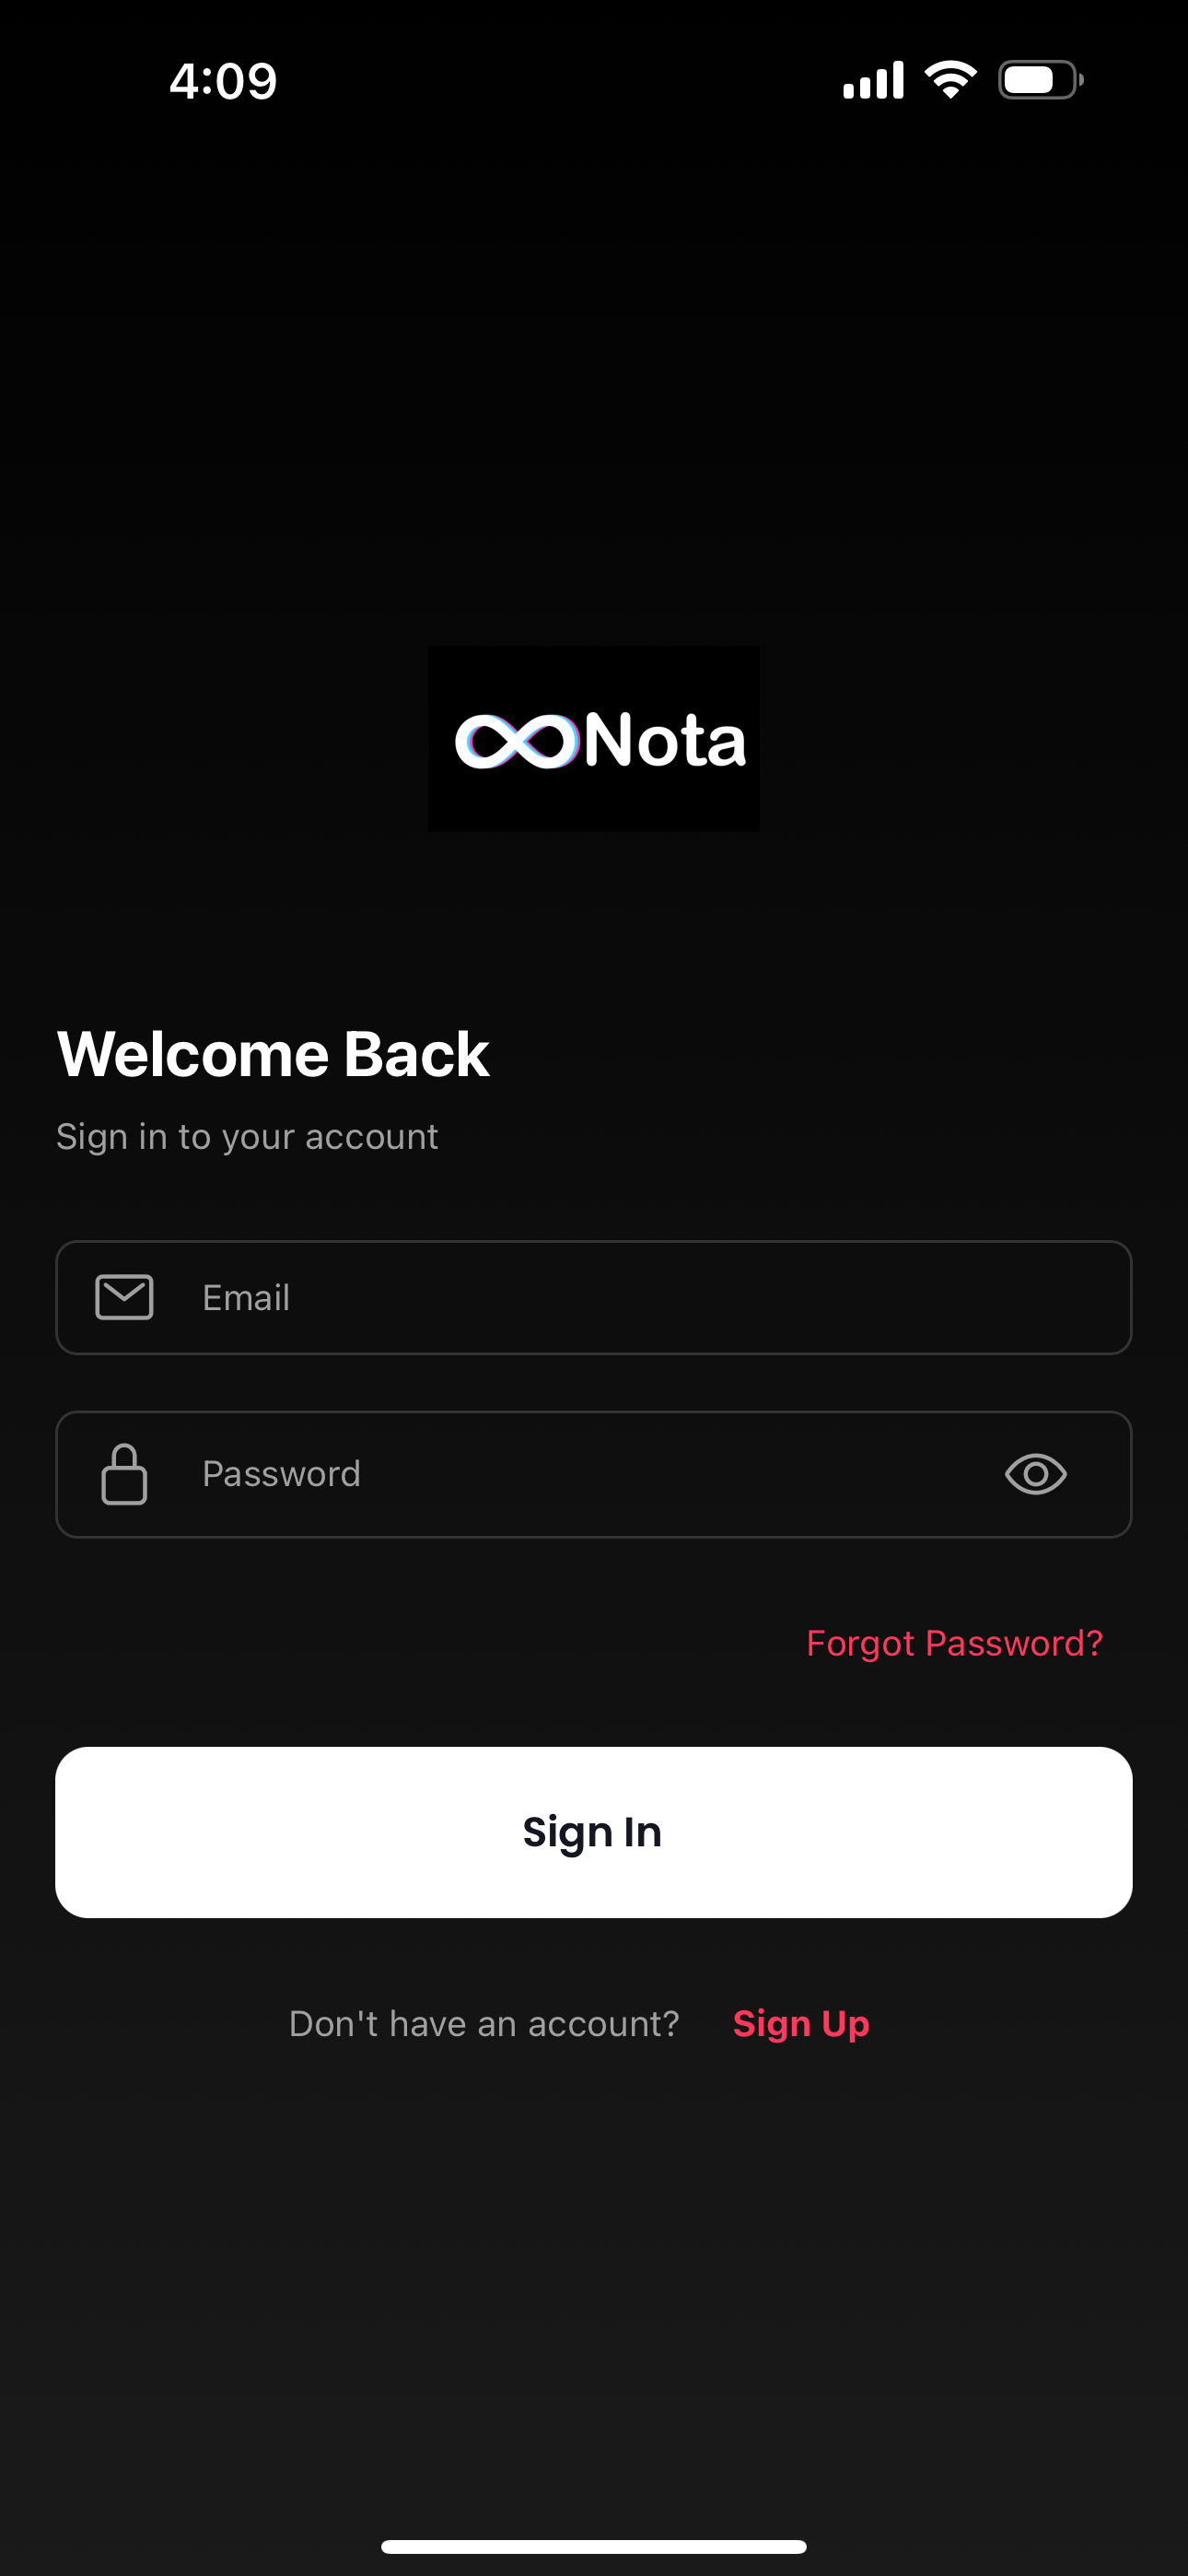 4:09
Nota
Welcome Back
Sign in to your account
Email
Password
Forgot Password?
Sign In
Don't have an account? Sign Up